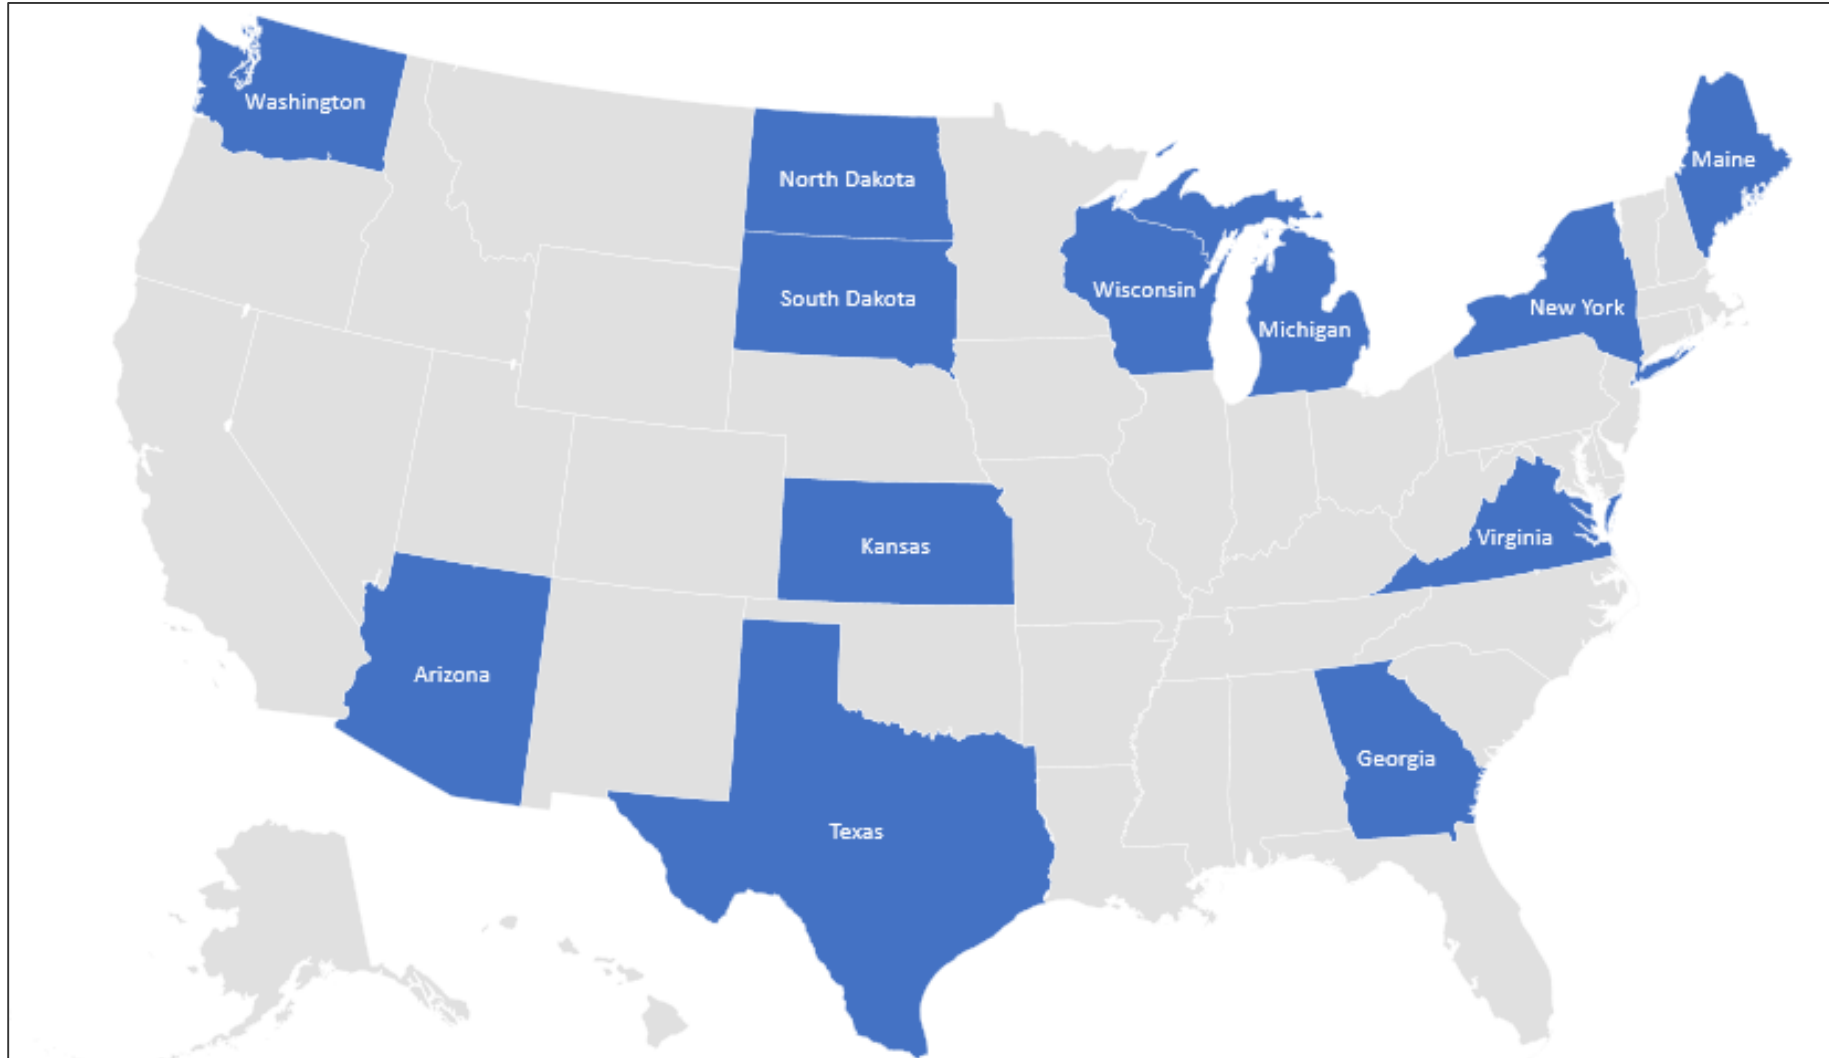 Washington
Maine
North Dakota
Wisconsin
South Dakota
New York
Michigan
Virginia
Kansas
Arizona
Georgia
Texas